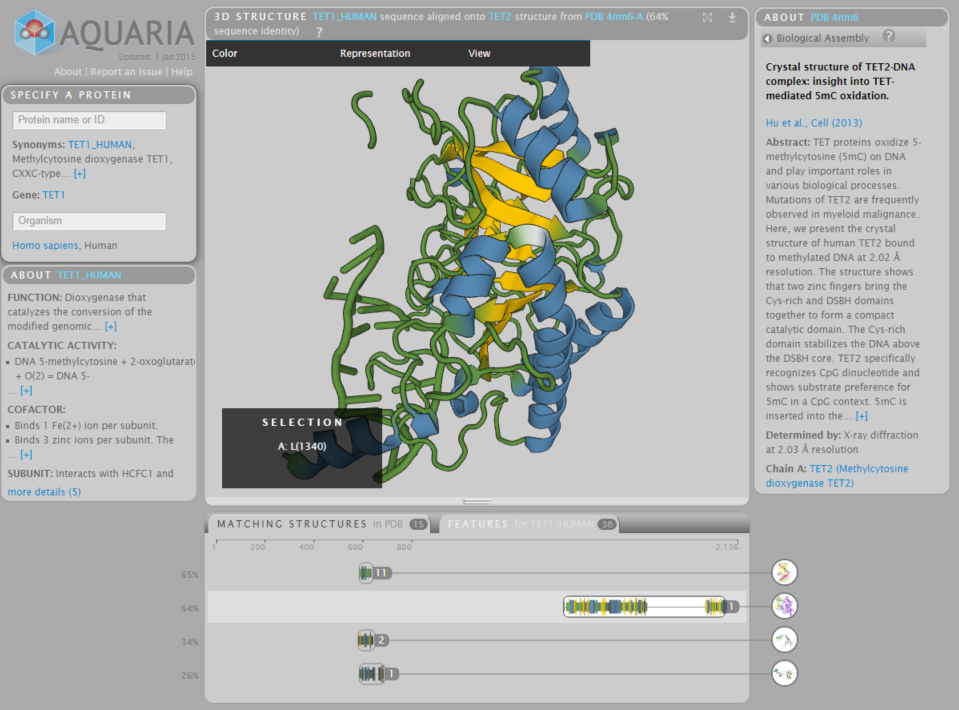 AQUARIA
Updated: 1 Jan 2015
About | Report an Issue | Help
SPECIFY A PROTEIN
Protein name or ID
Synonyms: TET1_HUMAN,
Methylcytosine dioxygenase TET1,
CXXC-type... [+]
Gene: TET1
Organism
Homo sapiens, Human
ABOUT TET1_HUMAN
FUNCTION: Dioxygenase that
catalyzes the conversion of the
modified genomic... [+]
CATALYTIC ACTIVITY:
• DNA 5-methylcytosine + 2-oxoglutarat
+ O(2) = DNA 5-
... [+]
COFACTOR:
• Binds 1 Fe(2+) ion per subunit.
• Binds 3 zinc ions per subunit. The
... [+]
SUBUNIT: Interacts with HCFC1 and
more details (5)
3D STRUCTURE TET1_HUMAN sequence aligned onto TET2 structure from PDB 4nm6-A (64%
sequence identity) ?
Color Representation View
SELECTION
A: L(1340)
MATCHING STRUCTURES in PDB 15
FEATURES for TET1_HUMAN 36
1 200 400 600 800 2,136
65% 11
64% 1
34% 2
26% 1
ABOUT PDB 4nm6
Biological Assembly ?
Crystal structure of TET2-DNA
complex: insight into TET-
mediated 5mC oxidation.
Hu et al., Cell (2013)
Abstract: TET proteins oxidize 5-
methylcytosine (5mC) on DNA
and play important roles in
various biological processes.
Mutations of TET2 are frequently
observed in myeloid malignance.
Here, we present the crystal
structure of human TET2 bound
to methylated DNA at 2.02 Å
resolution. The structure shows
that two zinc fingers bring the
Cys-rich and DSBH domains
together to form a compact
catalytic domain. The Cys-rich
domain stabilizes the DNA above
the DSBH core. TET2 specifically
recognizes CpG dinucleotide and
shows substrate preference for
5mC in a CpG context. 5mC is
inserted into the... [+]
Determined by: X-ray diffraction
at 2.03 Å resolution
Chain A: TET2 (Methylcytosine
dioxygenase TET2)